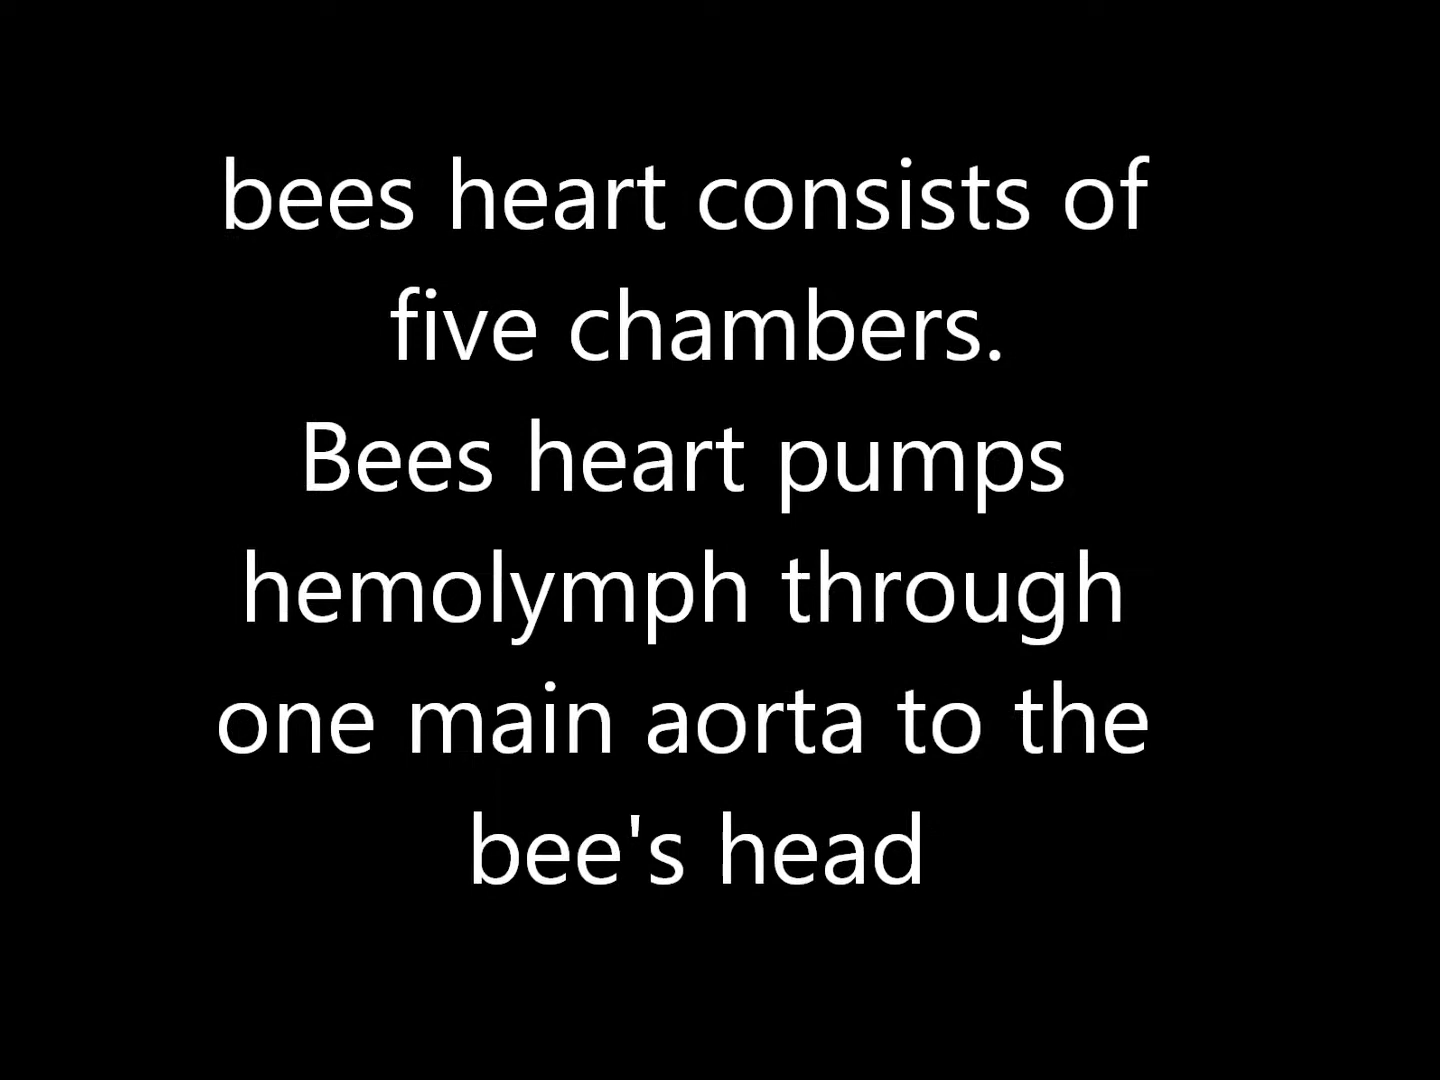 bees heart consists of
five chambers.
Bees heart pumps
hemolymph through
one main aorta to the
bee's head